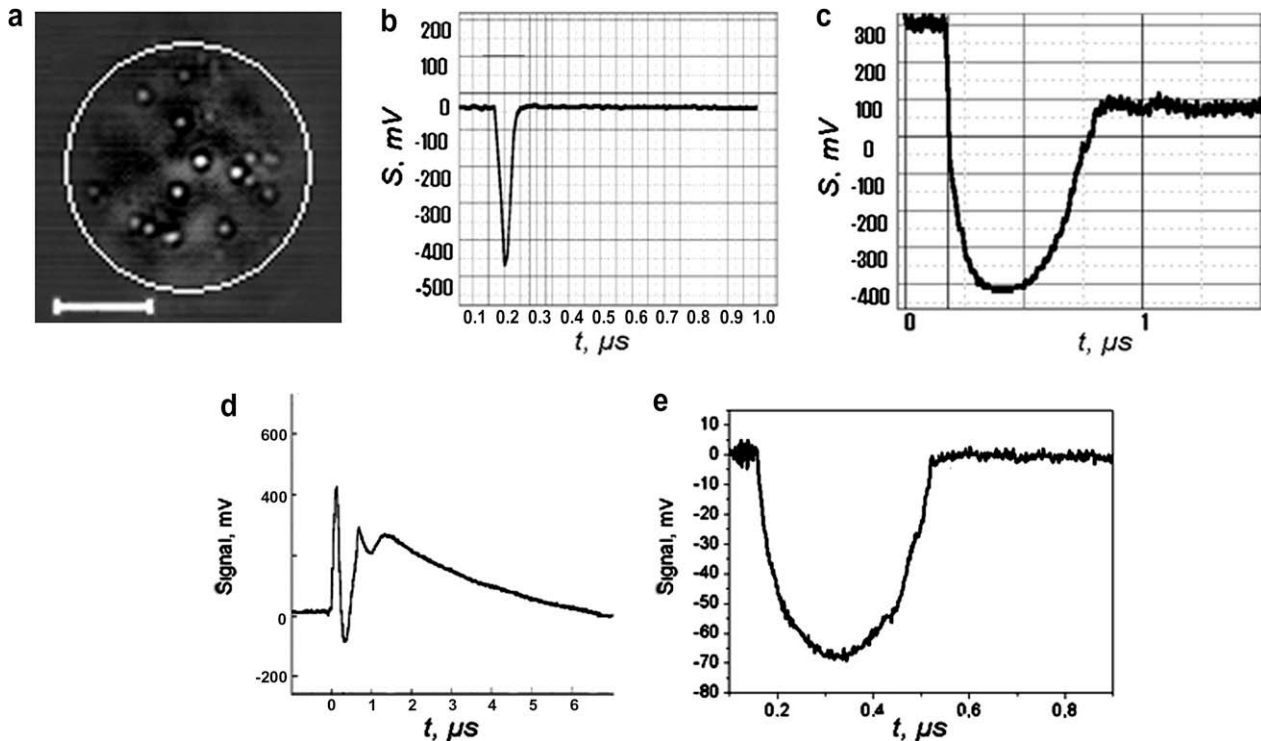 a
b
200
100
0
-100
-200
-300
-400
-500
S, mV
0.1 0.2 0.3 0.4 0.5 0.6 0.7 0.8 0.9 1.0
t, μs
c
300
200
100
0
-100
-200
-300
-400
S, mV
0 1
t, μs
d
600
400
200
0
-200
Signal, mV
0 1 2 3 4 5 6
t, μs
e
10
0
-10
-20
-30
-40
-50
-60
-70
-80
Signal, mV
0.2 0.4 0.6 0.8
t, μs